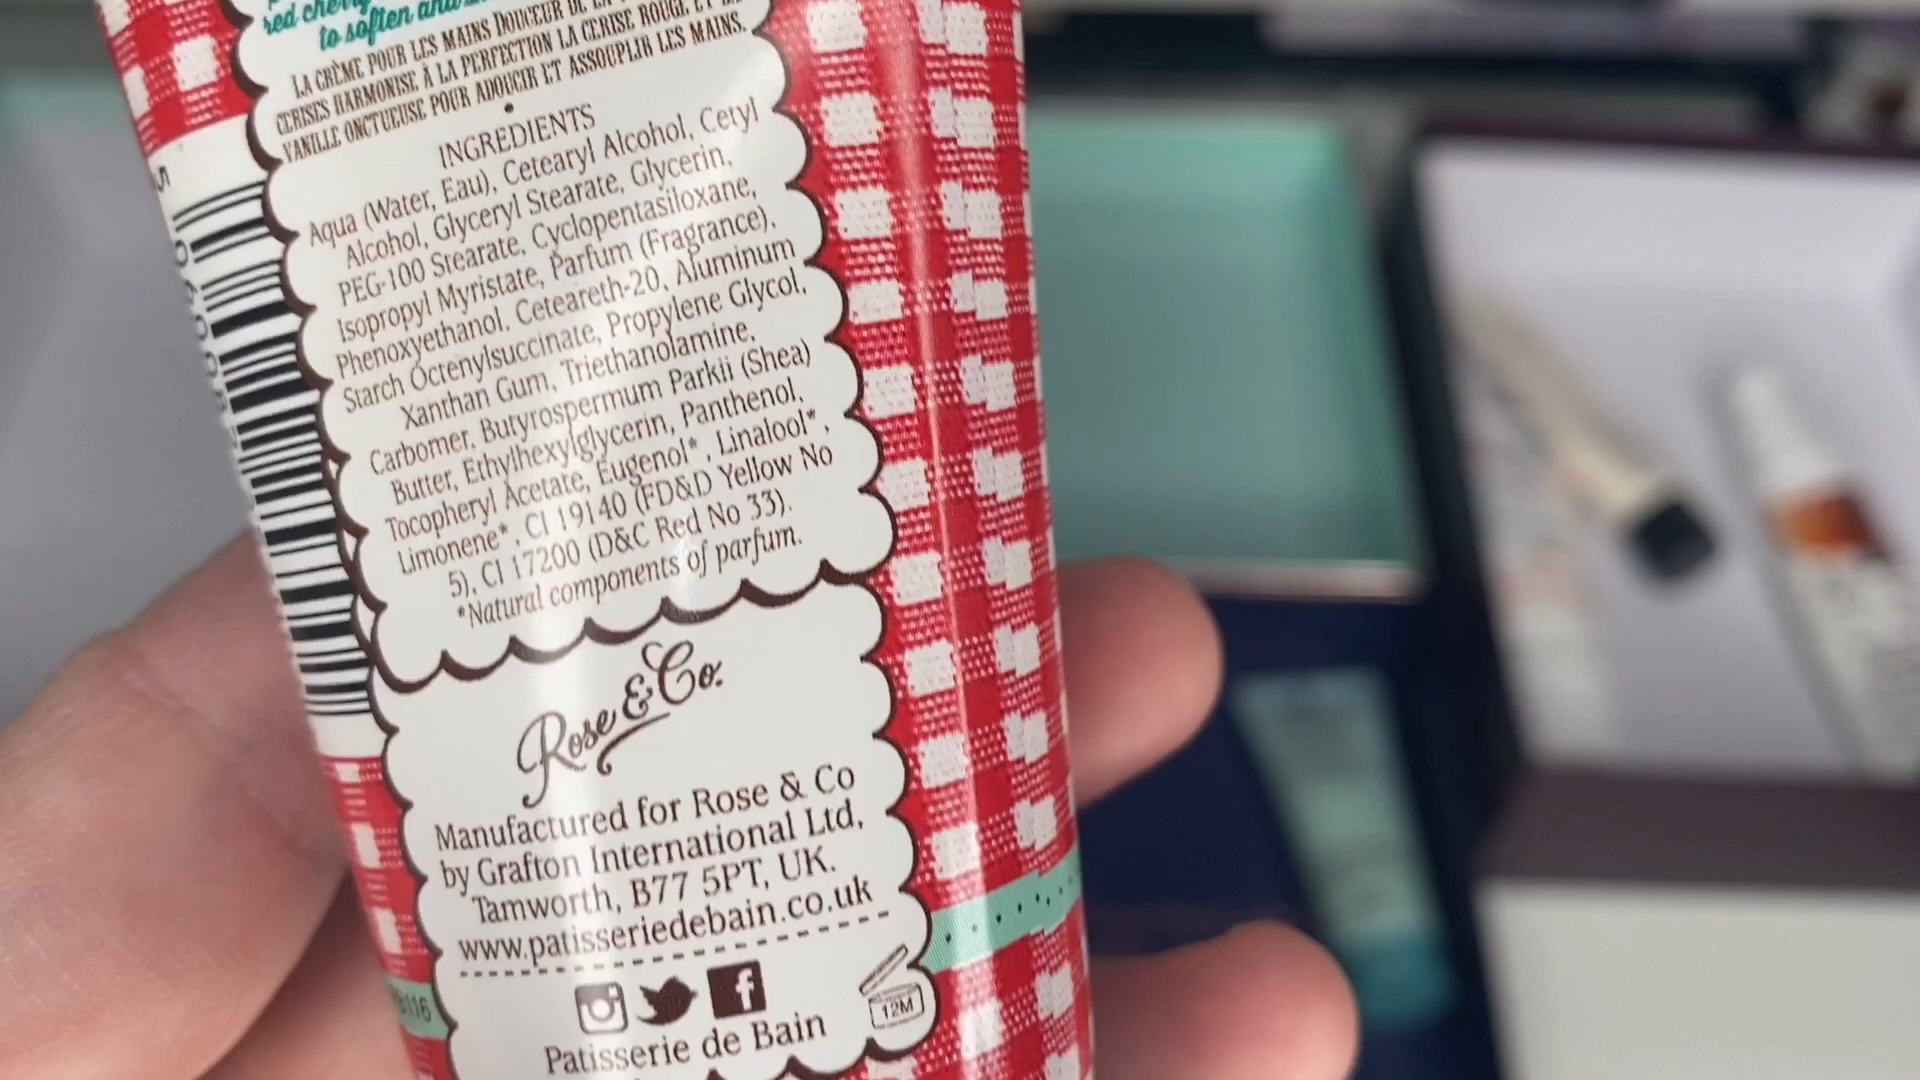 red cherry
to soften and
LA CRÈME POUR LES MAINS DOUCEUR DE LA
CERISES HARMONISE À LA PERFECTION LA CERISE ROUGE ET
VANILLE ONCTUEUSE POUR ADOUCIR ET ASSOUPLIR LES MAINS.
•
INGREDIENTS
Aqua (Water, Eau), Cetearyl Alcohol, Cetyl
Alcohol, Glyceryl Stearate, Glycerin,
PEG-100 Stearate, Cyclopentasiloxane,
Isopropyl Myristate, Parfum (Fragrance),
Phenoxyethanol, Ceteareth-20, Aluminum
Starch Octenylsuccinate, Propylene Glycol,
Xanthan Gum, Triethanolamine,
Carbomer, Butyrospermum Parkii (Shea)
Butter, Ethylhexylglycerin, Panthenol,
Tocopheryl Acetate, Eugenol*, Linalool*,
Limonene*, CI 19140 (FD&D Yellow No
5), CI 17200 (D&C Red No 33).
*Natural components of parfum.
Rose & Co.
Manufactured for Rose & Co
by Grafton International Ltd,
Tamworth, B77 5PT, UK.
www.patisseriedebain.co.uk
Patisserie de Bain
12M